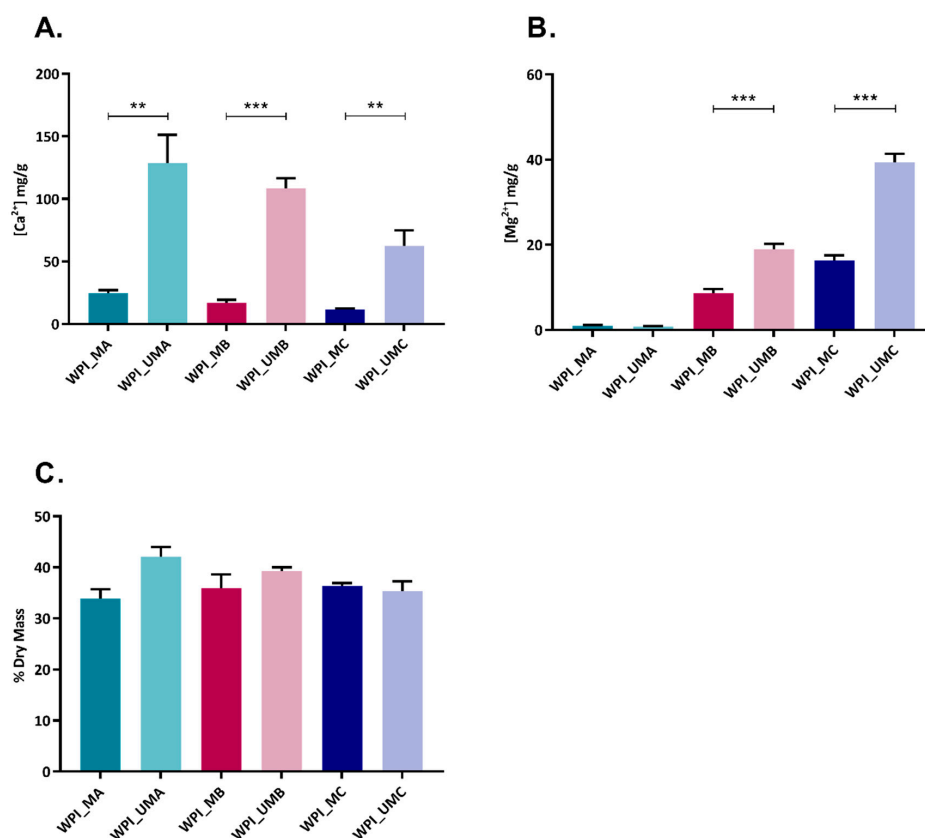 A.
200
150
100
50
0
[Ca²⁺] mg/g
**
***
**
WPI_MA
WPI_UMA
WPI_MB
WPI_UMB
WPI_MC
WPI_UMC
B.
60
40
20
0
[Mg²⁺] mg/g
***
***
WPI_MA
WPI_UMA
WPI_MB
WPI_UMB
WPI_MC
WPI_UMC
C.
50
40
30
20
10
0
% Dry Mass
WPI_MA
WPI_UMA
WPI_MB
WPI_UMB
WPI_MC
WPI_UMC